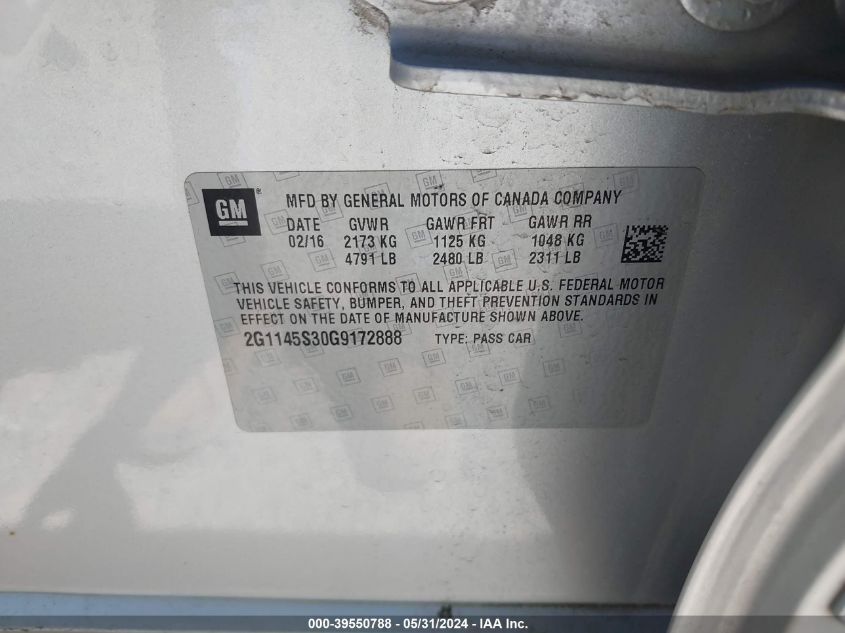 GM
MFD BY GENERAL MOTORS OF CANADA COMPANY
DATE GVWR GAWR FRT GAWR RR
02/16 2173 KG 1125 KG 1048 KG
4791 LB 2480 LB 2311 LB
THIS VEHICLE CONFORMS TO ALL APPLICABLE U.S. FEDERAL MOTOR
VEHICLE SAFETY, BUMPER, AND THEFT PREVENTION STANDARDS IN
EFFECT ON THE DATE OF MANUFACTURE SHOWN ABOVE.
2G1145S30G9172888 TYPE: PASS CAR
000-39550788 - 05/31/2024 - IAA Inc.